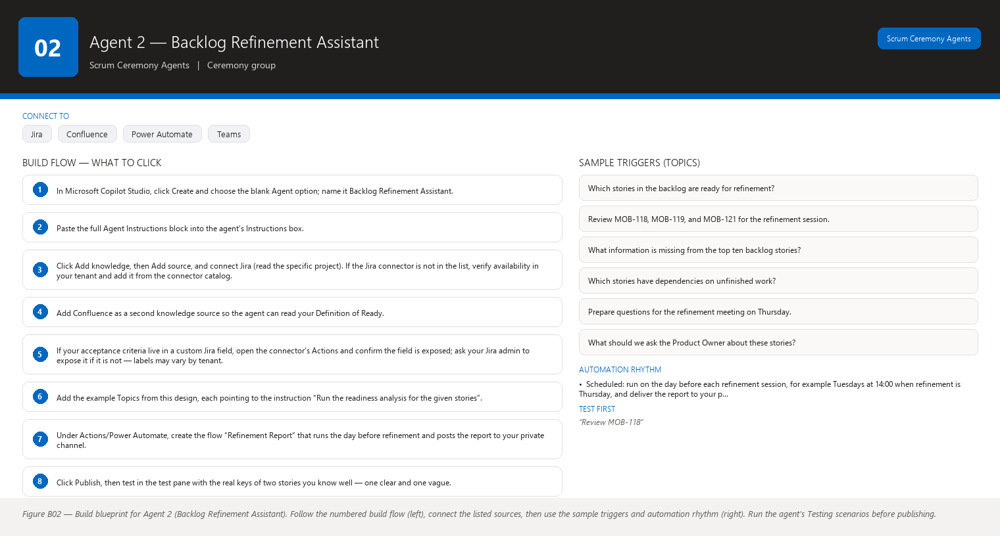 02
Agent 2 — Backlog Refinement Assistant
Scrum Ceremony Agents | Ceremony group
Scrum Ceremony Agents
CONNECT TO
Jira
Confluence
Power Automate
Teams
BUILD FLOW — WHAT TO CLICK
1
In Microsoft Copilot Studio, click Create and choose the blank Agent option; name it Backlog Refinement Assistant.
2
Paste the full Agent Instructions block into the agent's Instructions box.
3
Click Add knowledge, then Add source, and connect Jira (read the specific project). If the Jira connector is not in the list, verify availability in
your tenant and add it from the connector catalog.
4
Add Confluence as a second knowledge source so the agent can read your Definition of Ready.
5
If your acceptance criteria live in a custom Jira field, open the connector's Actions and confirm the field is exposed; ask your Jira admin to
expose it if it is not — labels may vary by tenant.
6
Add the example Topics from this design, each pointing to the instruction “Run the readiness analysis for the given stories”.
7
Under Actions/Power Automate, create the flow “Refinement Report” that runs the day before refinement and posts the report to your private
channel.
8
Click Publish, then test in the test pane with the real keys of two stories you know well — one clear and one vague.
SAMPLE TRIGGERS (TOPICS)
Which stories in the backlog are ready for refinement?
Review MOB-118, MOB-119, and MOB-121 for the refinement session.
What information is missing from the top ten backlog stories?
Which stories have dependencies on unfinished work?
Prepare questions for the refinement meeting on Thursday.
What should we ask the Product Owner about these stories?
AUTOMATION RHYTHM
• Scheduled: run on the day before each refinement session, for example Tuesdays at 14:00 when refinement is
Thursday, and deliver the report to your p...
TEST FIRST
“Review MOB-118”
Figure B02 — Build blueprint for Agent 2 (Backlog Refinement Assistant). Follow the numbered build flow (left), connect the listed sources, then use the sample triggers and automation rhythm (right). Run the agent's Testing scenarios before publishing.